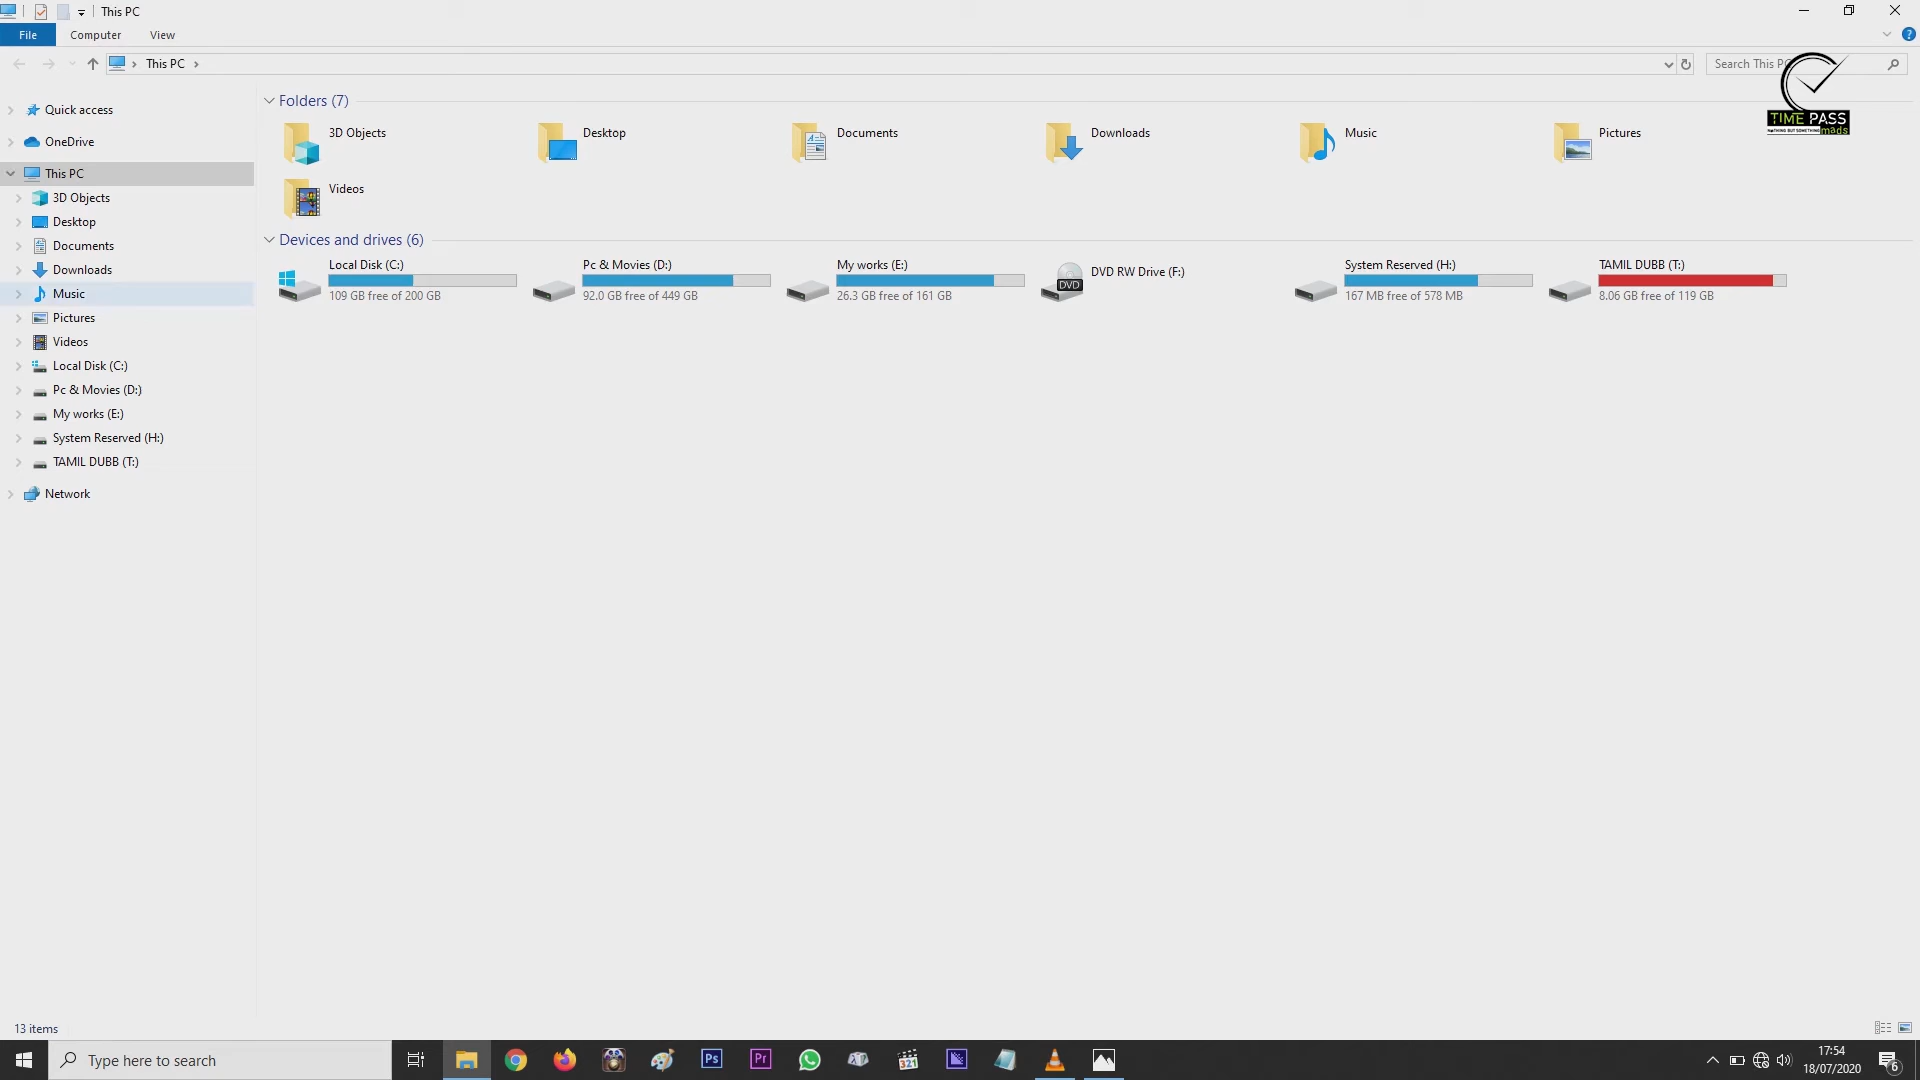 This PC
File Computer View
This PC
Search This PC
TIME PASS
NOTHING BUT SOMETHING mads
Quick access
OneDrive
This PC
3D Objects
Desktop
Documents
Downloads
Music
Pictures
Videos
Local Disk (C:)
Pc & Movies (D:)
My works (E:)
System Reserved (H:)
TAMIL DUBB (T:)
Network
Folders (7)
3D Objects Desktop Documents Downloads Music Pictures
Videos
Devices and drives (6)
Local Disk (C:)
109 GB free of 200 GB
Pc & Movies (D:)
92.0 GB free of 449 GB
My works (E:)
26.3 GB free of 161 GB
DVD RW Drive (F:)
DVD
System Reserved (H:)
167 MB free of 578 MB
TAMIL DUBB (T:)
8.06 GB free of 119 GB
13 items
Type here to search
Ps
Pr
321
17:54
18/07/2020
6